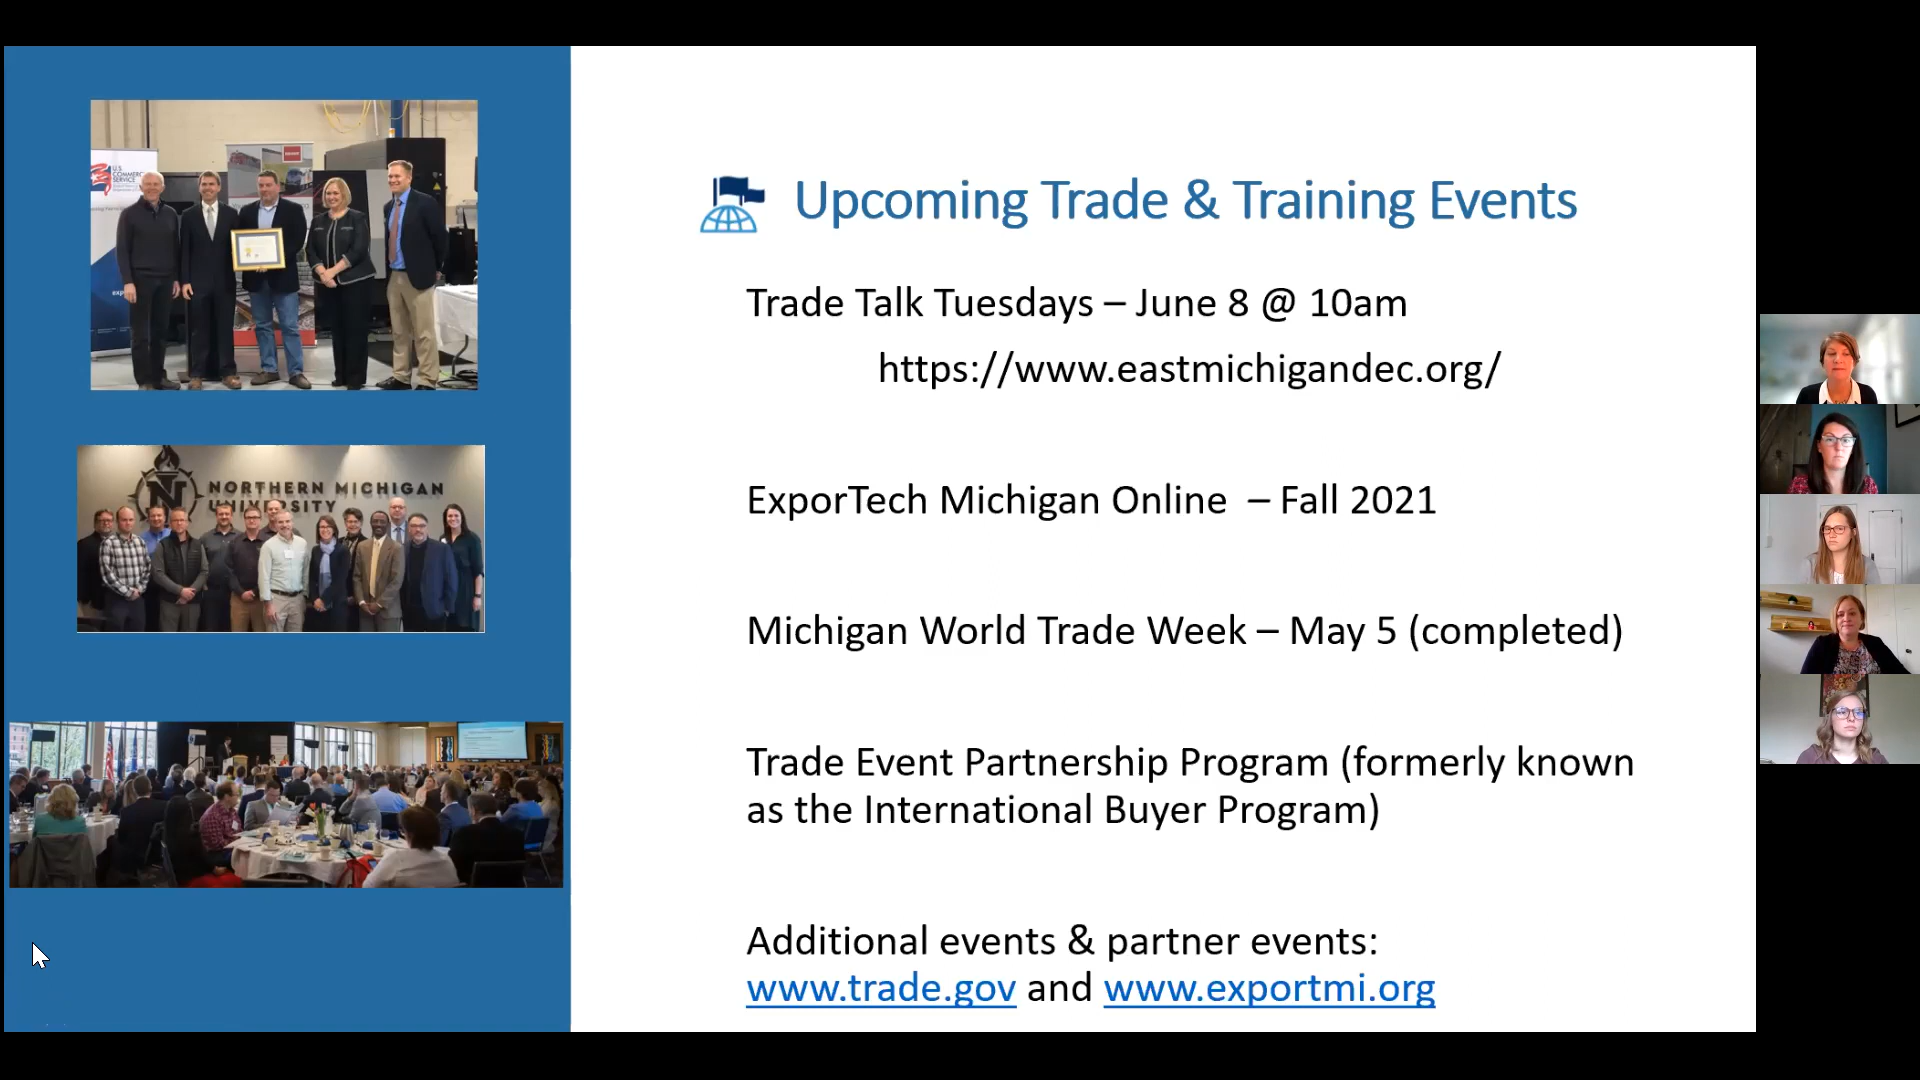 U.S.
COMMERCIAL
SERVICE
NORTHERN MICHIGAN
UNIVERSITY
Upcoming Trade & Training Events
Trade Talk Tuesdays – June 8 @ 10am
https://www.eastmichigandec.org/
ExporTech Michigan Online – Fall 2021
Michigan World Trade Week – May 5 (completed)
Trade Event Partnership Program (formerly known
as the International Buyer Program)
Additional events & partner events:
www.trade.gov and www.exportmi.org